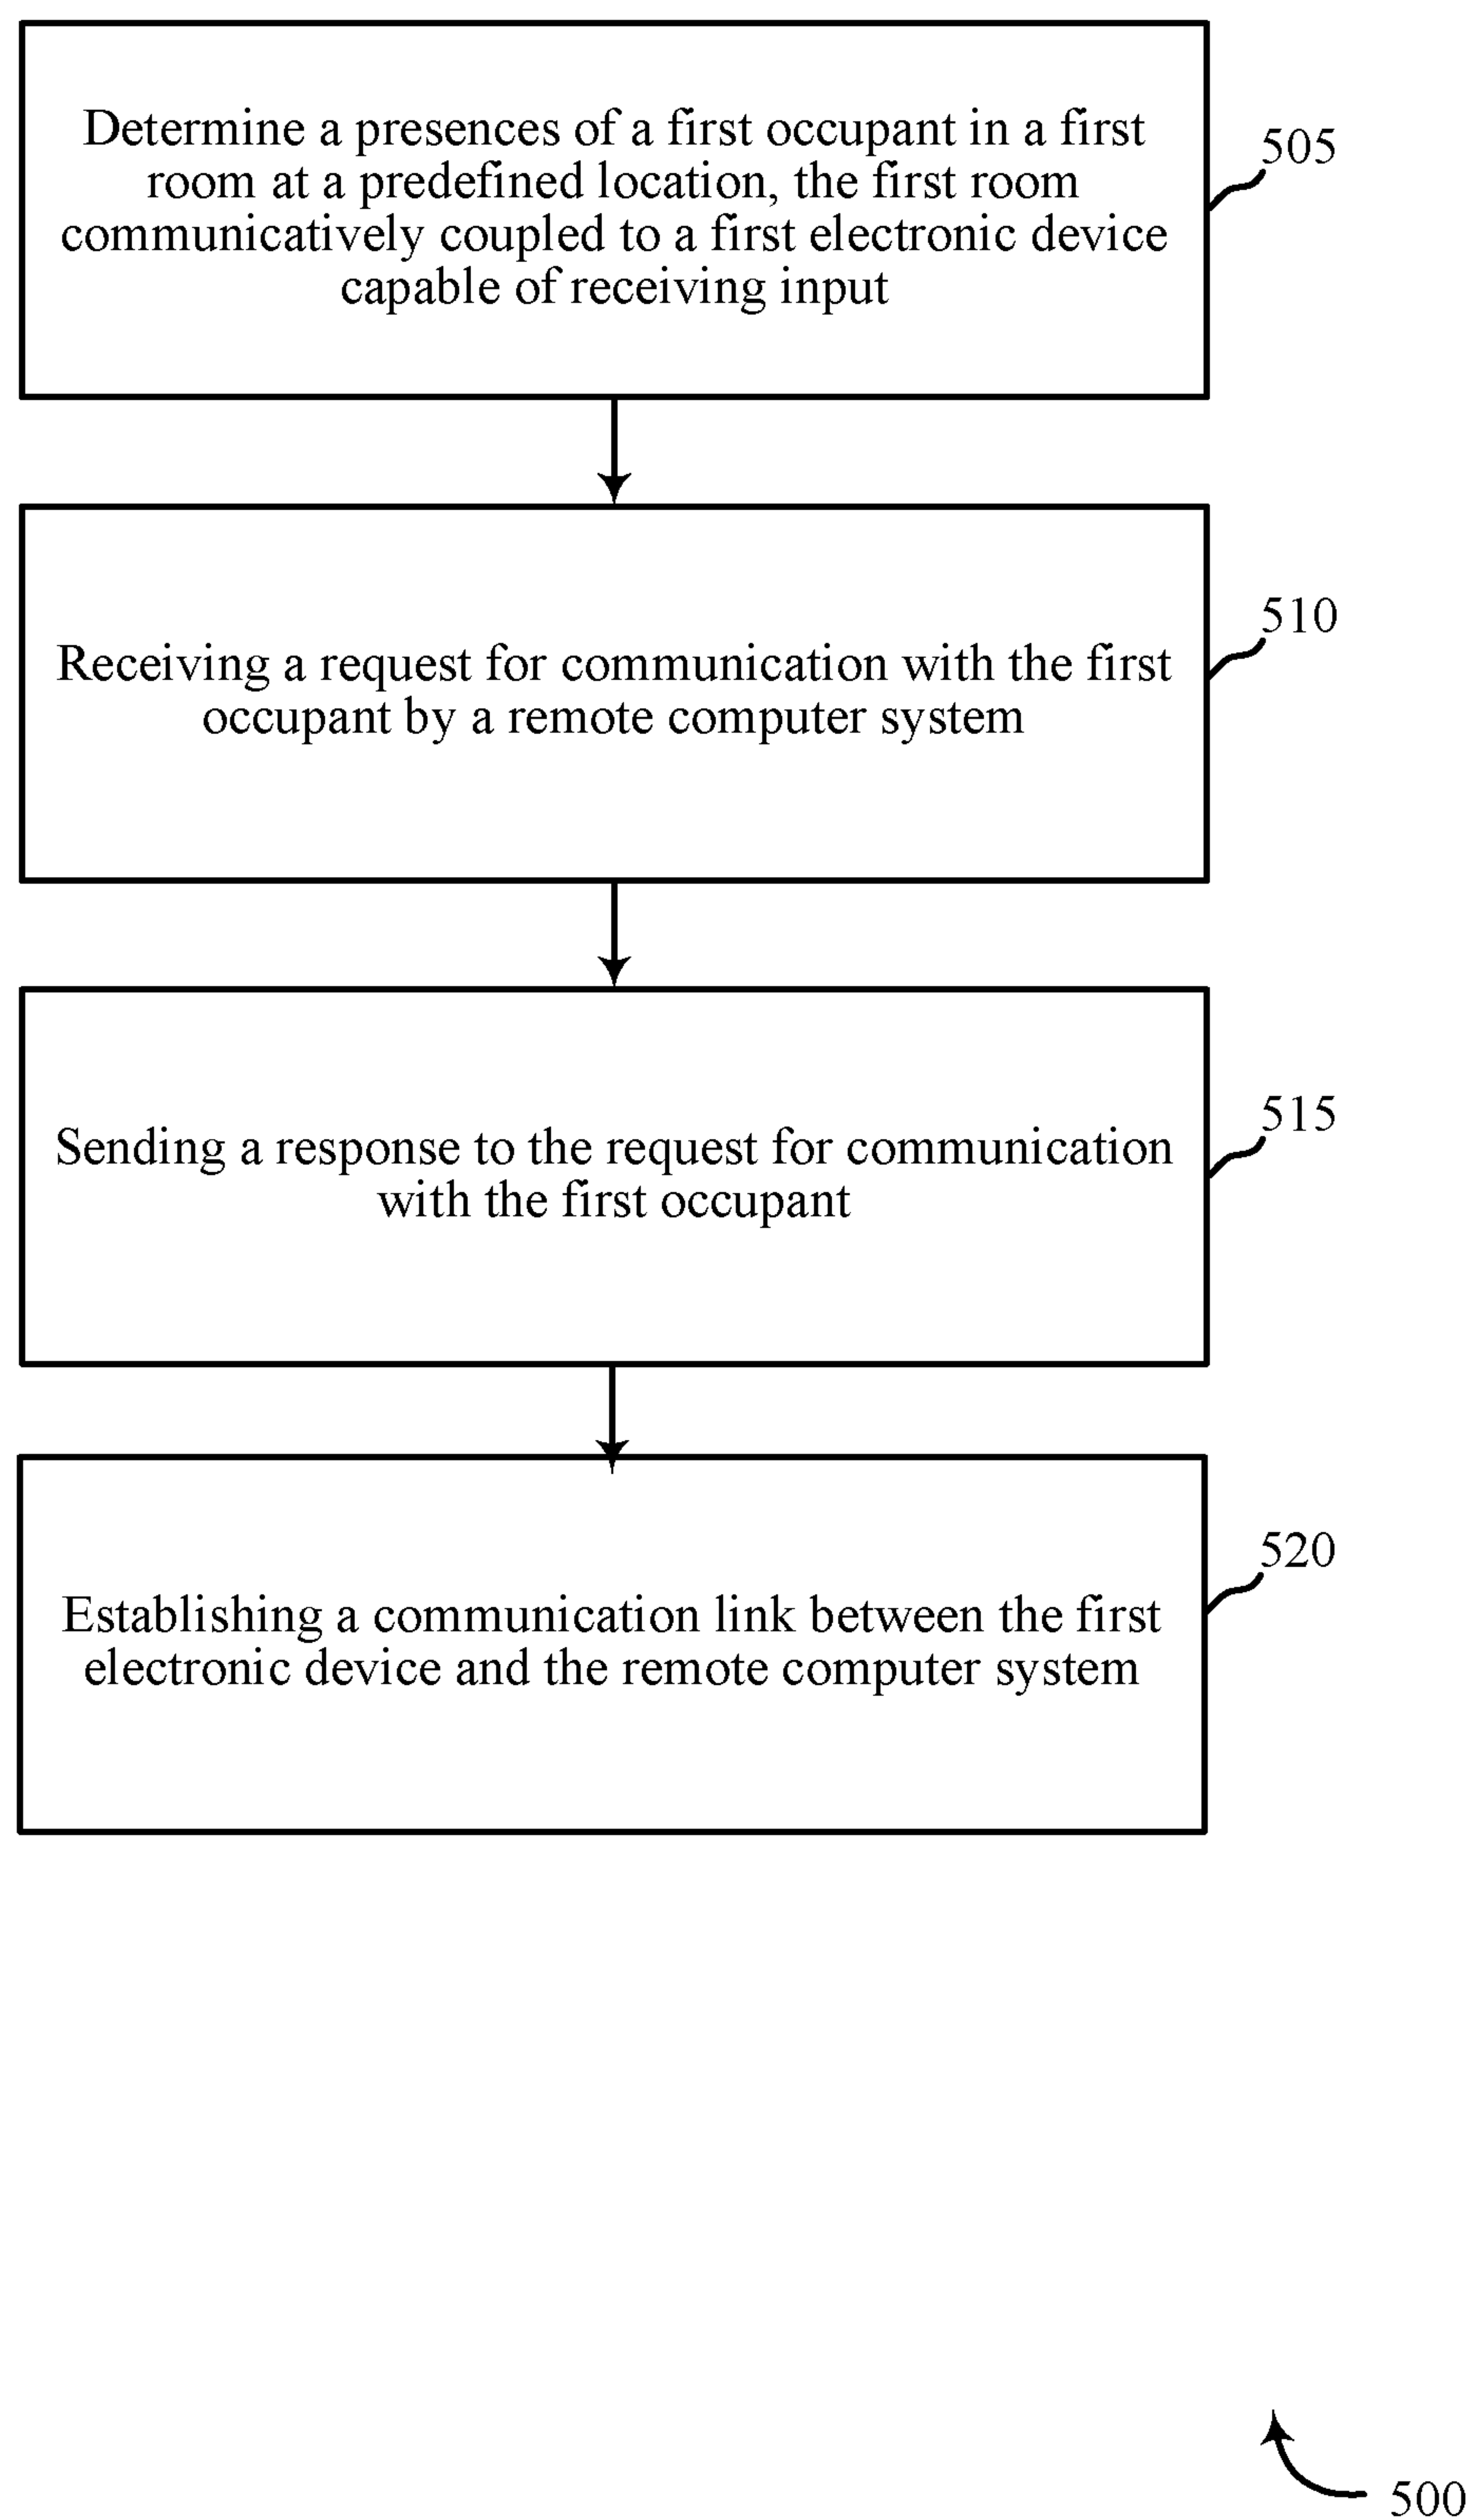 Determine a presences of a first occupant in a first
room at a predefined location, the first room
communicatively coupled to a first electronic device
capable of receiving input
505
Receiving a request for communication with the first
occupant by a remote computer system
510
Sending a response to the request for communication
with the first occupant
515
Establishing a communication link between the first
electronic device and the remote computer system
520
500